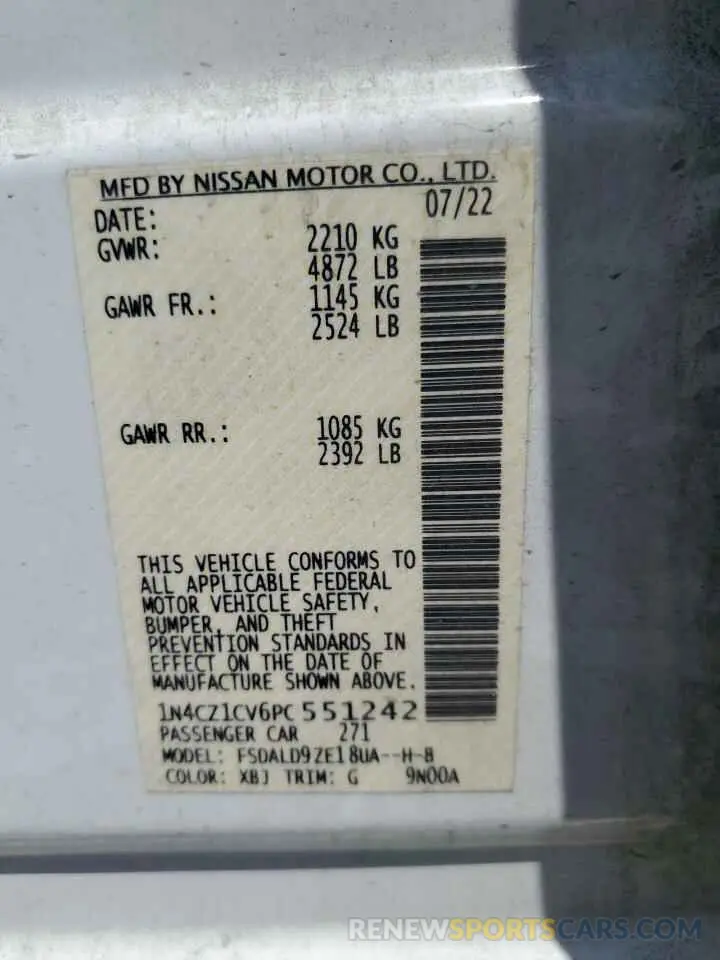 MFD BY NISSAN MOTOR CO., LTD.
DATE: 07/22
GVWR: 2210 KG
4872 LB
GAWR FR.: 1145 KG
2524 LB
GAWR RR.: 1085 KG
2392 LB
THIS VEHICLE CONFORMS TO
ALL APPLICABLE FEDERAL
MOTOR VEHICLE SAFETY,
BUMPER, AND THEFT
PREVENTION STANDARDS IN
EFFECT ON THE DATE OF
MANUFACTURE SHOWN ABOVE.
1N4CZ1CV6PC551242
PASSENGER CAR 271
MODEL: FSDALD9ZE18UA--H-B
COLOR: XBJ TRIM: G 9N00A
RENEWSPORTSCARS.COM